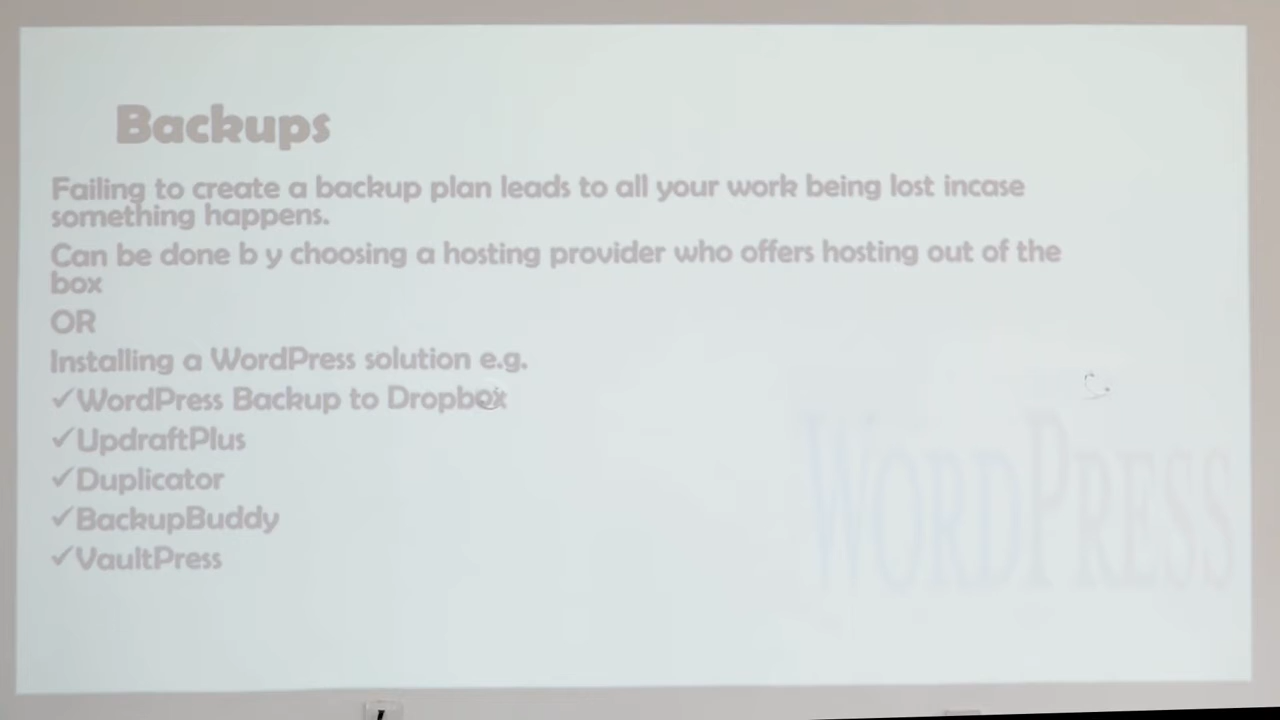 Backups
Failing to create a backup plan leads to all your work being lost incase
something happens.
Can be done b y choosing a hosting provider who offers hosting out of the
box
OR
Installing a WordPress solution e.g.
✓WordPress Backup to Dropbox
✓UpdraftPlus
✓Duplicator
✓BackupBuddy
✓VaultPress
WORDPRESS